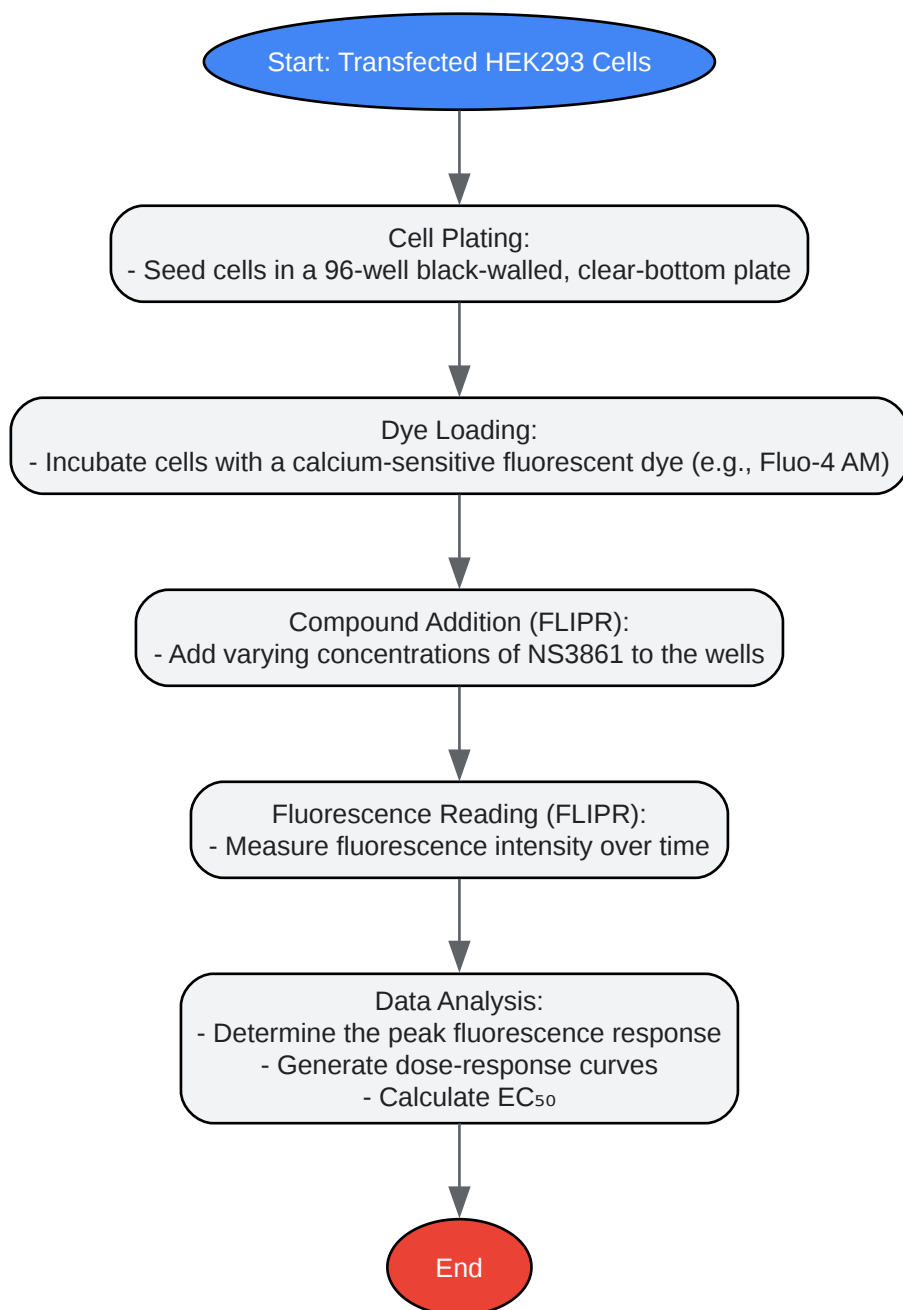 Start: Transfected HEK293 Cells
Cell Plating:
- Seed cells in a 96-well black-walled, clear-bottom plate
Dye Loading:
- Incubate cells with a calcium-sensitive fluorescent dye (e.g., Fluo-4 AM)
Compound Addition (FLIPR):
- Add varying concentrations of NS3861 to the wells
Fluorescence Reading (FLIPR):
- Measure fluorescence intensity over time
Data Analysis:
- Determine the peak fluorescence response
- Generate dose-response curves
- Calculate EC₅₀
End